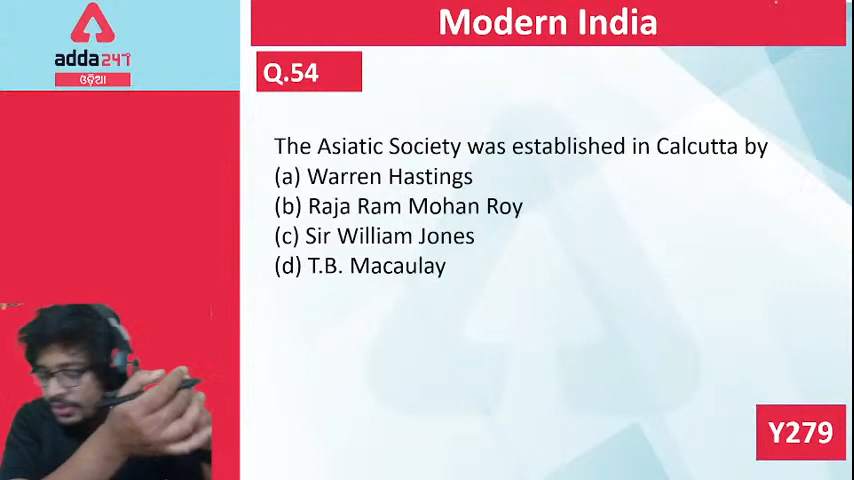 Modern India
adda247
ଓଡ଼ିଆ
Q.54
The Asiatic Society was established in Calcutta by
(a) Warren Hastings
(b) Raja Ram Mohan Roy
(c) Sir William Jones
(d) T.B. Macaulay
Y279